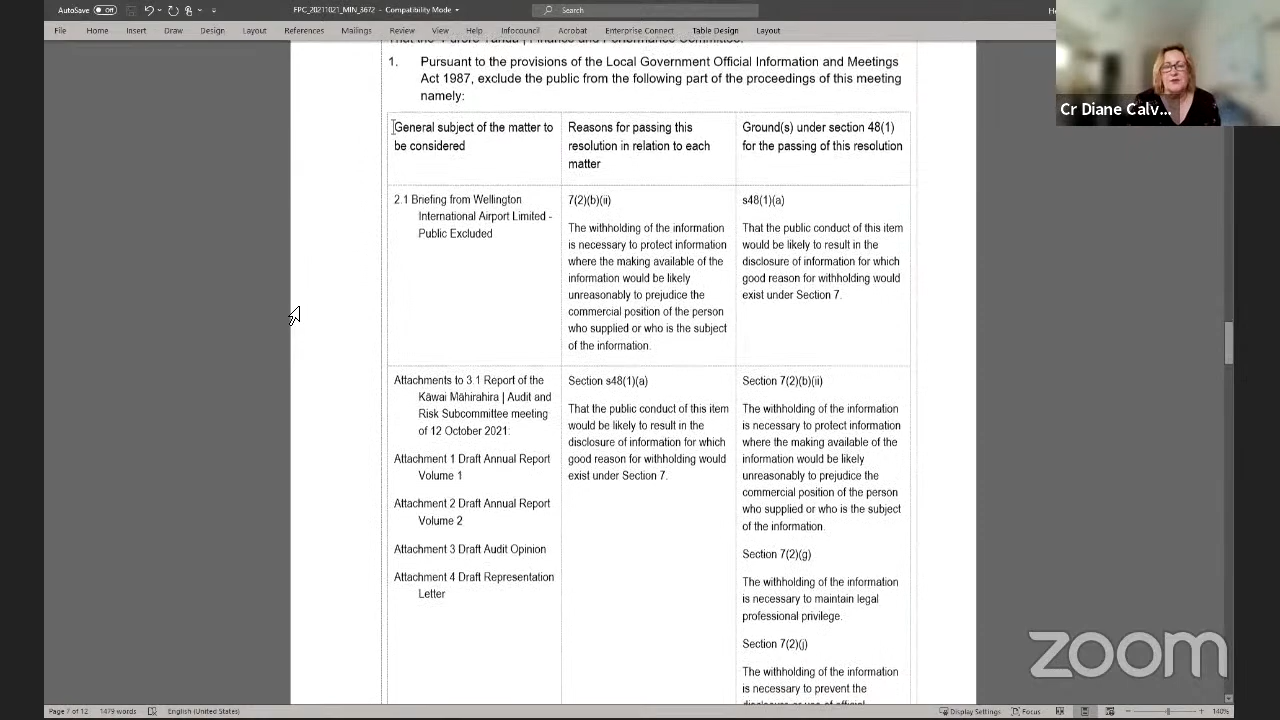 AutoSave
Off
FPC_20211021_MIN_3672 - Compatibility Mode
Search
File
Home
Insert
Draw
Design
Layout
References
Mailings
Review
View
Help
Infocouncil
Acrobat
Enterprise Connect
Table Design
Layout
Cr Diane Calv...
1. Pursuant to the provisions of the Local Government Official Information and Meetings
Act 1987, exclude the public from the following part of the proceedings of this meeting
namely:
General subject of the matter to
be considered
Reasons for passing this
resolution in relation to each
matter
Ground(s) under section 48(1)
for the passing of this resolution
2.1 Briefing from Wellington
International Airport Limited -
Public Excluded
7(2)(b)(ii)
The withholding of the information
is necessary to protect information
where the making available of the
information would be likely
unreasonably to prejudice the
commercial position of the person
who supplied or who is the subject
of the information.
s48(1)(a)
That the public conduct of this item
would be likely to result in the
disclosure of information for which
good reason for withholding would
exist under Section 7.
Attachments to 3.1 Report of the
Kāwai Māhirahira | Audit and
Risk Subcommittee meeting
of 12 October 2021:
Attachment 1 Draft Annual Report
Volume 1
Attachment 2 Draft Annual Report
Volume 2
Attachment 3 Draft Audit Opinion
Attachment 4 Draft Representation
Letter
Section s48(1)(a)
That the public conduct of this item
would be likely to result in the
disclosure of information for which
good reason for withholding would
exist under Section 7.
Section 7(2)(b)(ii)
The withholding of the information
is necessary to protect information
where the making available of the
information would be likely
unreasonably to prejudice the
commercial position of the person
who supplied or who is the subject
of the information.
Section 7(2)(g)
The withholding of the information
is necessary to maintain legal
professional privilege.
Section 7(2)(j)
The withholding of the information
is necessary to prevent the
zoom
Page 7 of 12
1479 words
English (United States)
Display Settings
Focus
140%